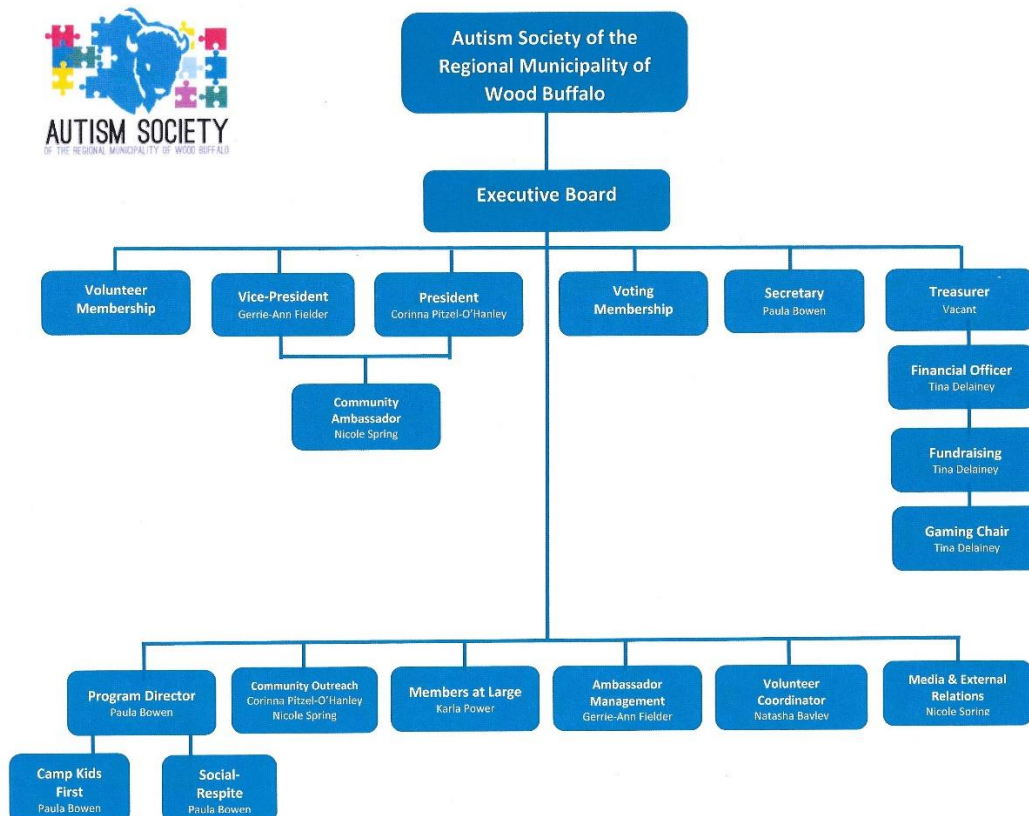 AUTISM SOCIETY
OF THE REGIONAL MUNICIPALITY OF WOOD BUFFALO
Autism Society of the
Regional Municipality of
Wood Buffalo
Executive Board
Volunteer
Membership
Vice-President
Gerrie-Ann Fielder
President
Corinna Pitzel-O'Hanley
Voting
Membership
Secretary
Paula Bowen
Treasurer
Vacant
Community
Ambassador
Nicole Spring
Financial Officer
Tina Delainey
Fundraising
Tina Delainey
Gaming Chair
Tina Delainey
Program Director
Paula Bowen
Community Outreach
Corinna Pitzel-O'Hanley
Nicole Spring
Members at Large
Karla Power
Ambassador
Management
Gerrie-Ann Fielder
Volunteer
Coordinator
Natasha Bayley
Media & External
Relations
Nicole Spring
Camp Kids
First
Paula Bowen
Social-
Respite
Paula Bowen